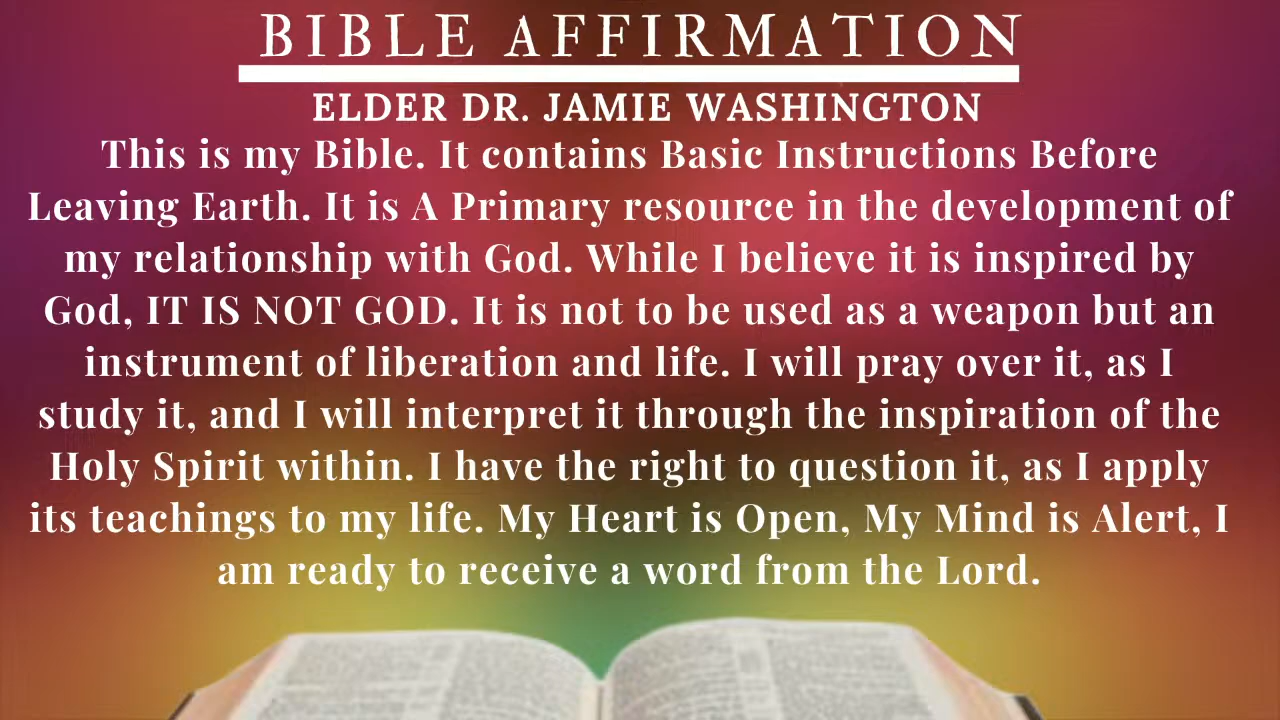 BIBLE AFFIRMATION
ELDER DR. JAMIE WASHINGTON
This is my Bible. It contains Basic Instructions Before
Leaving Earth. It is A Primary resource in the development of
my relationship with God. While I believe it is inspired by
God, IT IS NOT GOD. It is not to be used as a weapon but an
instrument of liberation and life. I will pray over it, as I
study it, and I will interpret it through the inspiration of the
Holy Spirit within. I have the right to question it, as I apply
its teachings to my life. My Heart is Open, My Mind is Alert, I
am ready to receive a word from the Lord.